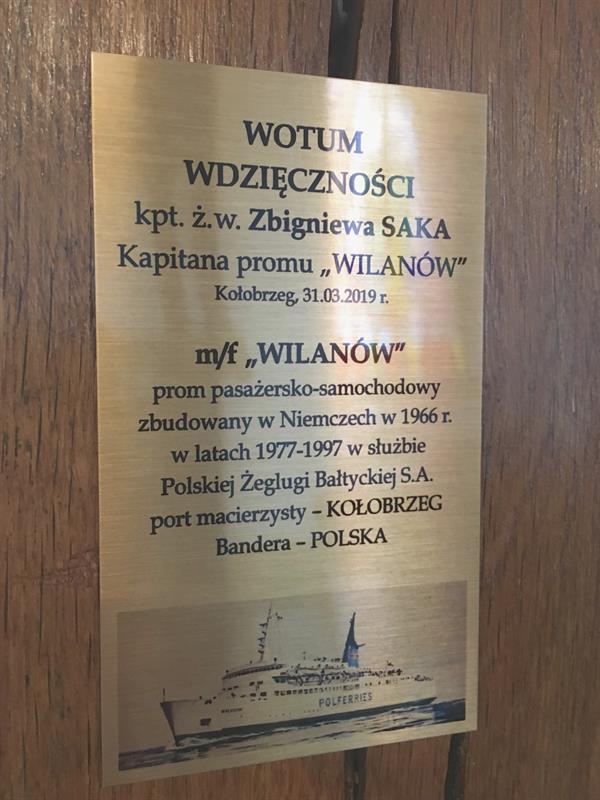 WOTUM
WDZIĘCZNOŚCI
kpt. ż.w. Zbigniewa SAKA
Kapitana promu „WILANÓW”
Kołobrzeg, 31.03.2019 r.
m/f „WILANÓW”
prom pasażersko-samochodowy
zbudowany w Niemczech w 1966 r.
w latach 1977-1997 w służbie
Polskiej Żeglugi Bałtyckiej S.A.
port macierzysty – KOŁOBRZEG
Bandera – POLSKA
POLFERRIES